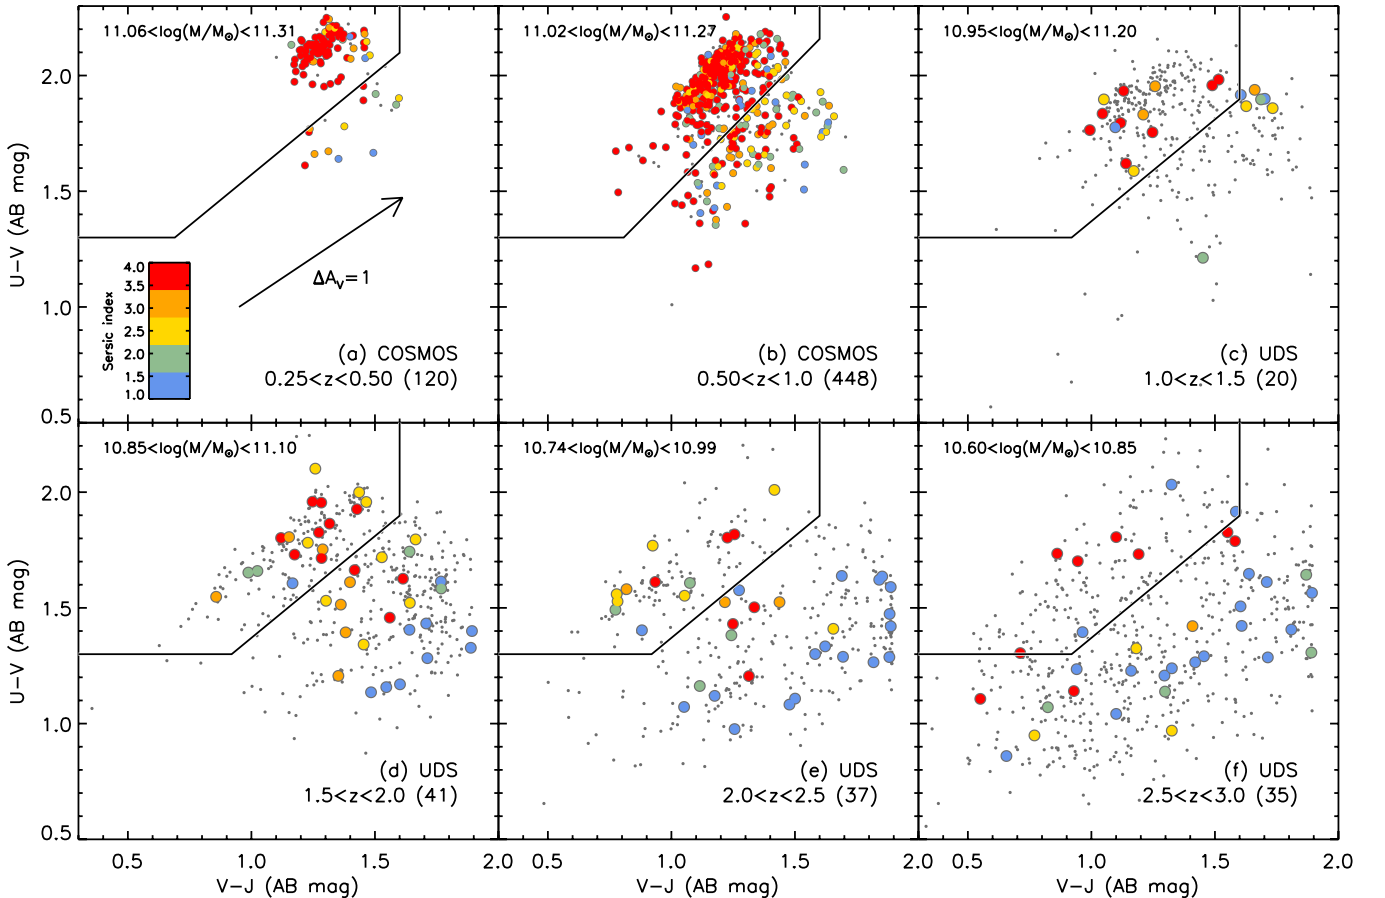 11.06<log(M/M⊙)<11.31
11.02<log(M/M⊙)<11.27
10.95<log(M/M⊙)<11.20
2.0
1.5
1.0
0.5
U−V (AB mag)
Sersic index
4.0
3.5
3.0
2.5
2.0
1.5
1.0
ΔAv=1
(a) COSMOS
0.25<z<0.50 (120)
(b) COSMOS
0.50<z<1.0 (448)
(c) UDS
1.0<z<1.5 (20)
10.85<log(M/M⊙)<11.10
10.74<log(M/M⊙)<10.99
10.60<log(M/M⊙)<10.85
2.0
1.5
1.0
0.5
U−V (AB mag)
(d) UDS
1.5<z<2.0 (41)
(e) UDS
2.0<z<2.5 (37)
(f) UDS
2.5<z<3.0 (35)
0.5 1.0 1.5 2.0
0.5 1.0 1.5 2.0
0.5 1.0 1.5 2.0
V−J (AB mag)
V−J (AB mag)
V−J (AB mag)